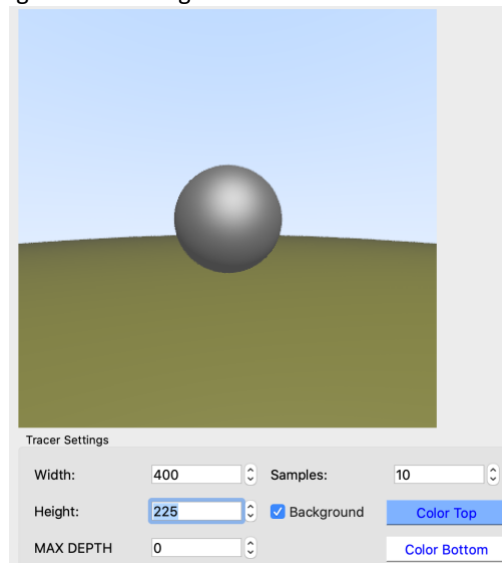 Tracer Settings
Width: 400 Samples: 10
Height: 225 Background Color Top
MAX DEPTH 0 Color Bottom